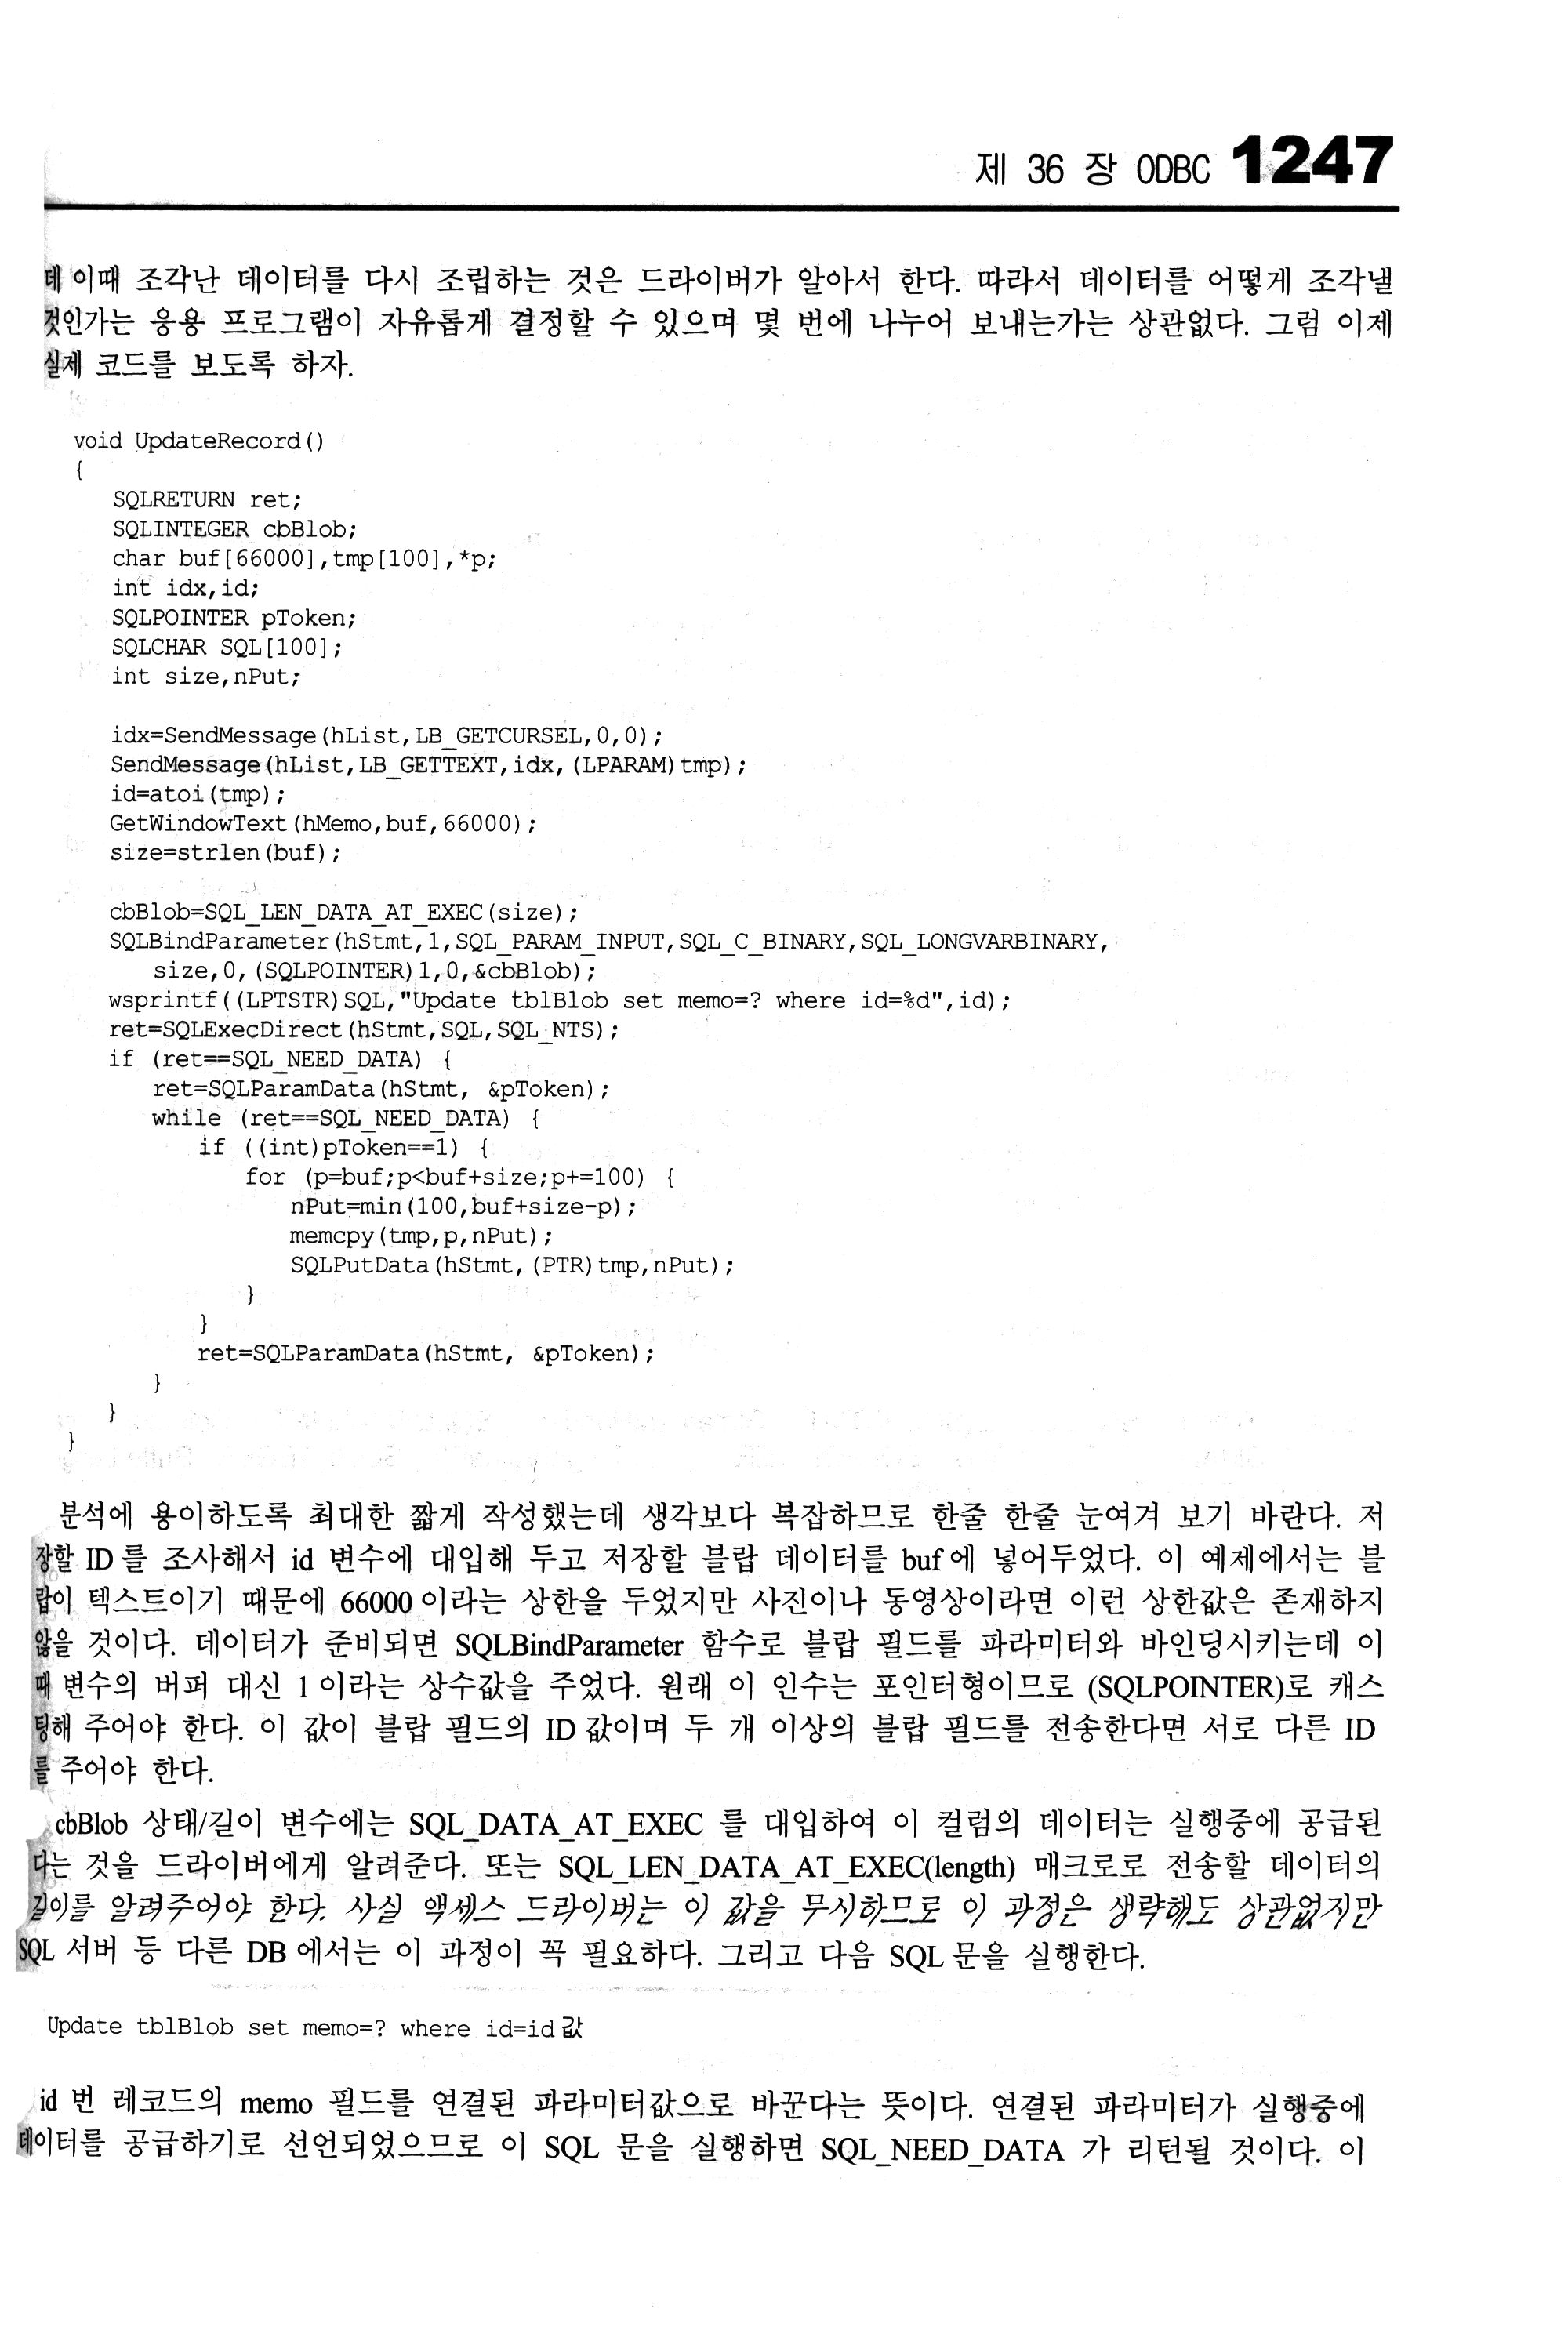 제 36 장 ODBC 1247
데 이때 조각난 데이터를 다시 조립하는 것은 드라이버가 알아서 한다. 따라서 데이터를 어떻게 조각낼
것인가는 응용 프로그램이 자유롭게 결정할 수 있으며 몇 번에 나누어 보내는가는 상관없다. 그럼 이제
실제 코드를 보도록 하자.
void UpdateRecord()
{
SQLRETURN ret;
SQLINTEGER cbBlob;
char buf[66000],tmp[100],*p;
int idx,id;
SQLPOINTER pToken;
SQLCHAR SQL[100];
int size,nPut;
idx=SendMessage(hList,LB_GETCURSEL,0,0);
SendMessage(hList,LB_GETTEXT,idx,(LPARAM)tmp);
id=atoi(tmp);
GetWindowText(hMemo,buf,66000);
size=strlen(buf);
cbBlob=SQL_LEN_DATA_AT_EXEC(size);
SQLBindParameter(hStmt,1,SQL_PARAM_INPUT,SQL_C_BINARY,SQL_LONGVARBINARY,
size,0,(SQLPOINTER)1,0,&cbBlob);
wsprintf((LPTSTR)SQL,"Update tblBlob set memo=? where id=%d",id);
ret=SQLExecDirect(hStmt,SQL,SQL_NTS);
if (ret==SQL_NEED_DATA) {
ret=SQLParamData(hStmt, &pToken);
while (ret==SQL_NEED_DATA) {
if ((int)pToken==1) {
for (p=buf;p<buf+size;p+=100) {
nPut=min(100,buf+size-p);
memcpy(tmp,p,nPut);
SQLPutData(hStmt,(PTR)tmp,nPut);
}
}
ret=SQLParamData(hStmt, &pToken);
}
}
}
분석에 용이하도록 최대한 짧게 작성했는데 생각보다 복잡하므로 한줄 한줄 눈여겨 보기 바란다. 저
장할 ID를 조사해서 id 변수에 대입해 두고 저장할 블랍 데이터를 buf에 넣어두었다. 이 예제에서는 블
랍이 텍스트이기 때문에 66000이라는 상한을 두었지만 사진이나 동영상이라면 이런 상한값은 존재하지
않을 것이다. 데이터가 준비되면 SQLBindParameter 함수로 블랍 필드를 파라미터와 바인딩시키는데 이
때 변수의 버퍼 대신 1이라는 상수값을 주었다. 원래 이 인수는 포인터형이므로 (SQLPOINTER)로 캐스
팅해 주어야 한다. 이 값이 블랍 필드의 ID값이며 두 개 이상의 블랍 필드를 전송한다면 서로 다른 ID
를 주어야 한다.
cbBlob 상태/길이 변수에는 SQL_DATA_AT_EXEC 를 대입하여 이 컬럼의 데이터는 실행중에 공급된
다는 것을 드라이버에게 알려준다. 또는 SQL_LEN_DATA_AT_EXEC(length) 매크로로 전송할 데이터의
길이를 알려주어야 한다. 사실 액세스 드라이버는 이 값을 무시하므로 이 과정은 생략해도 상관없지만
SQL 서버 등 다른 DB에서는 이 과정이 꼭 필요하다. 그리고 다음 SQL문을 실행한다.
Update tblBlob set memo=? where id=id값
id 번 레코드의 memo 필드를 연결된 파라미터값으로 바꾼다는 뜻이다. 연결된 파라미터가 실행중에
데이터를 공급하기로 선언되었으므로 이 SQL 문을 실행하면 SQL_NEED_DATA 가 리턴될 것이다. 이